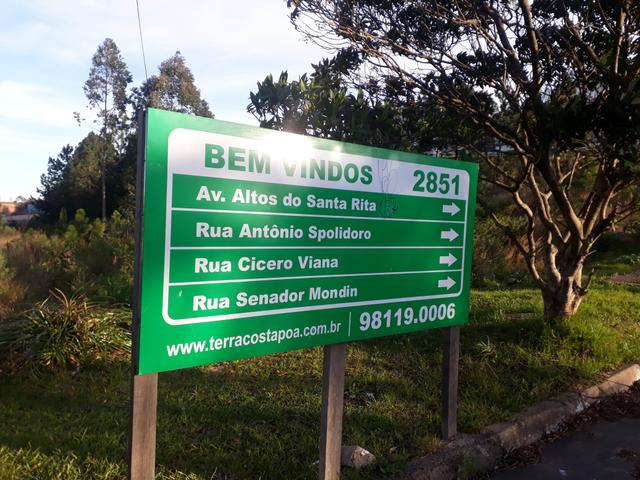 BEM VINDOS 2851
Av. Altos do Santa Rita
Rua Antônio Spolidoro
Rua Cicero Viana
Rua Senador Mondin
www.terracostapoa.com.br | 98119.0006